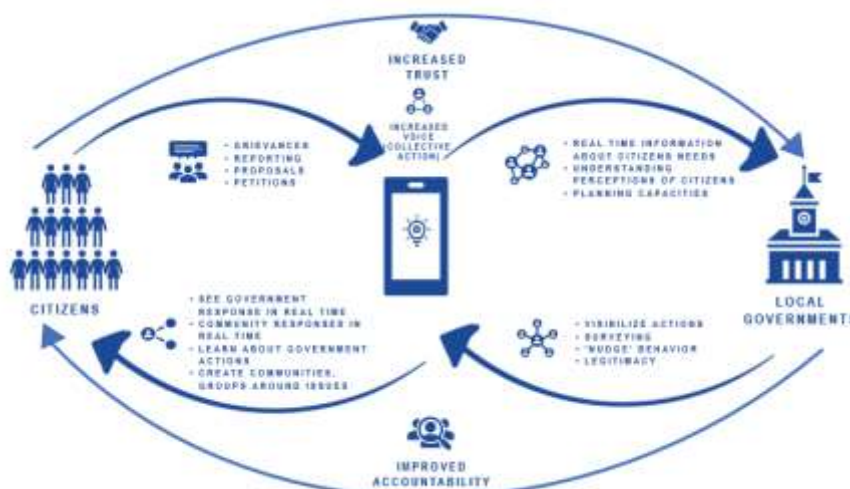 INCREASED
TRUST
INCREASED
VOICE
(COLLECTIVE
ACTION)
• GRIEVANCES
• REPORTING
• PROPOSALS
• PETITIONS
• REAL TIME INFORMATION
ABOUT CITIZENS NEEDS
• UNDERSTANDING
PERCEPTIONS OF CITIZENS
• PLANNING CAPACITIES
CITIZENS
LOCAL
GOVERNMENTS
• SEE GOVERNMENT
RESPONSE IN REAL TIME
• COMMUNITY RESPONSES IN
REAL TIME
• LEARN ABOUT GOVERNMENT
ACTIONS
• CREATE COMMUNITIES,
GROUPS AROUND ISSUES
• VISIBILIZE ACTIONS
• SURVEYING
• 'NUDGE' BEHAVIOR
• LEGITIMACY
IMPROVED
ACCOUNTABILITY